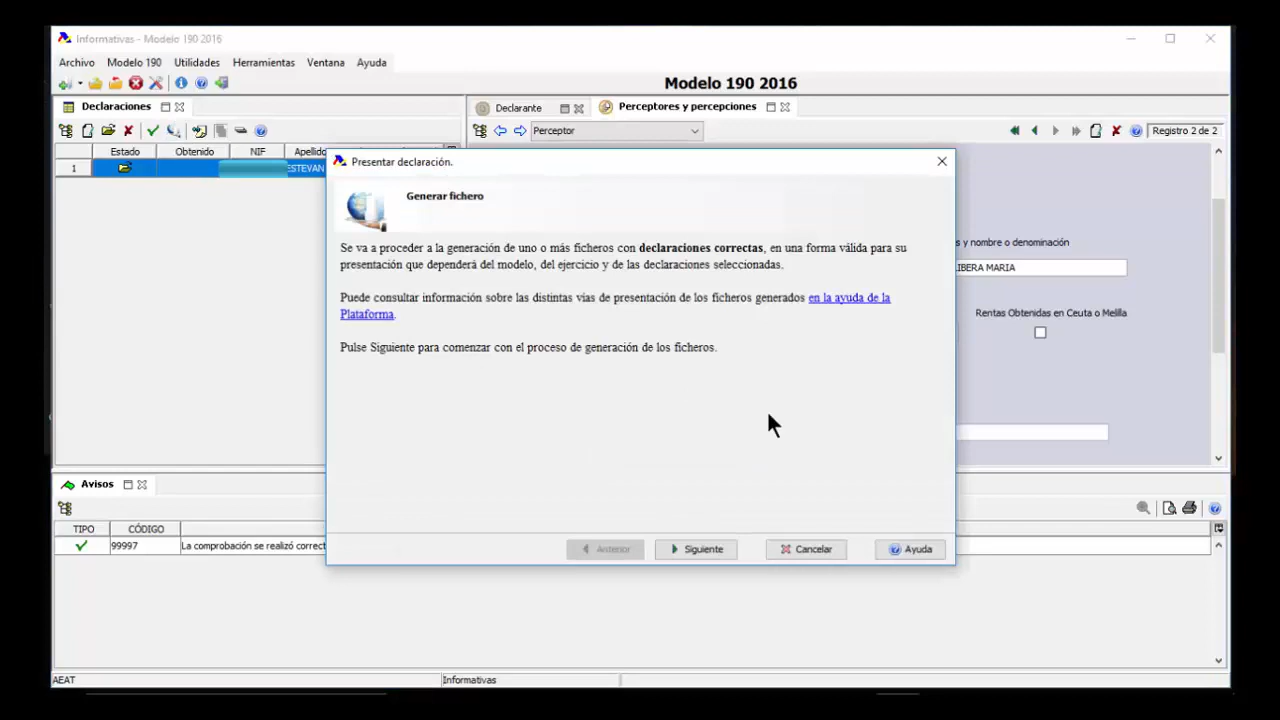 Informativas - Modelo 190 2016
Archivo Modelo 190 Utilidades Herramientas Ventana Ayuda
Modelo 190 2016
Declaraciones
Declarante
Perceptores y percepciones
Perceptor
Registro 2 de 2
Estado Obtenido NIF
1
Presentar declaración.
Generar fichero
Se va a proceder a la generación de uno o más ficheros con declaraciones correctas, en una forma válida para su
presentación que dependerá del modelo, del ejercicio y de las declaraciones seleccionadas.
Puede consultar información sobre las distintas vias de presentación de los ficheros generados en la ayuda de la
Plataforma.
Pulse Siguiente para comenzar con el proceso de generación de los ficheros.
Anterior Siguiente Cancelar Ayuda
s y nombre o denominación
IBERA MARIA
Rentas Obtenidas en Ceuta o Melilla
Avisos
TIPO CÓDIGO
99997 La comprobación se realizó correct
AEAT Informativas